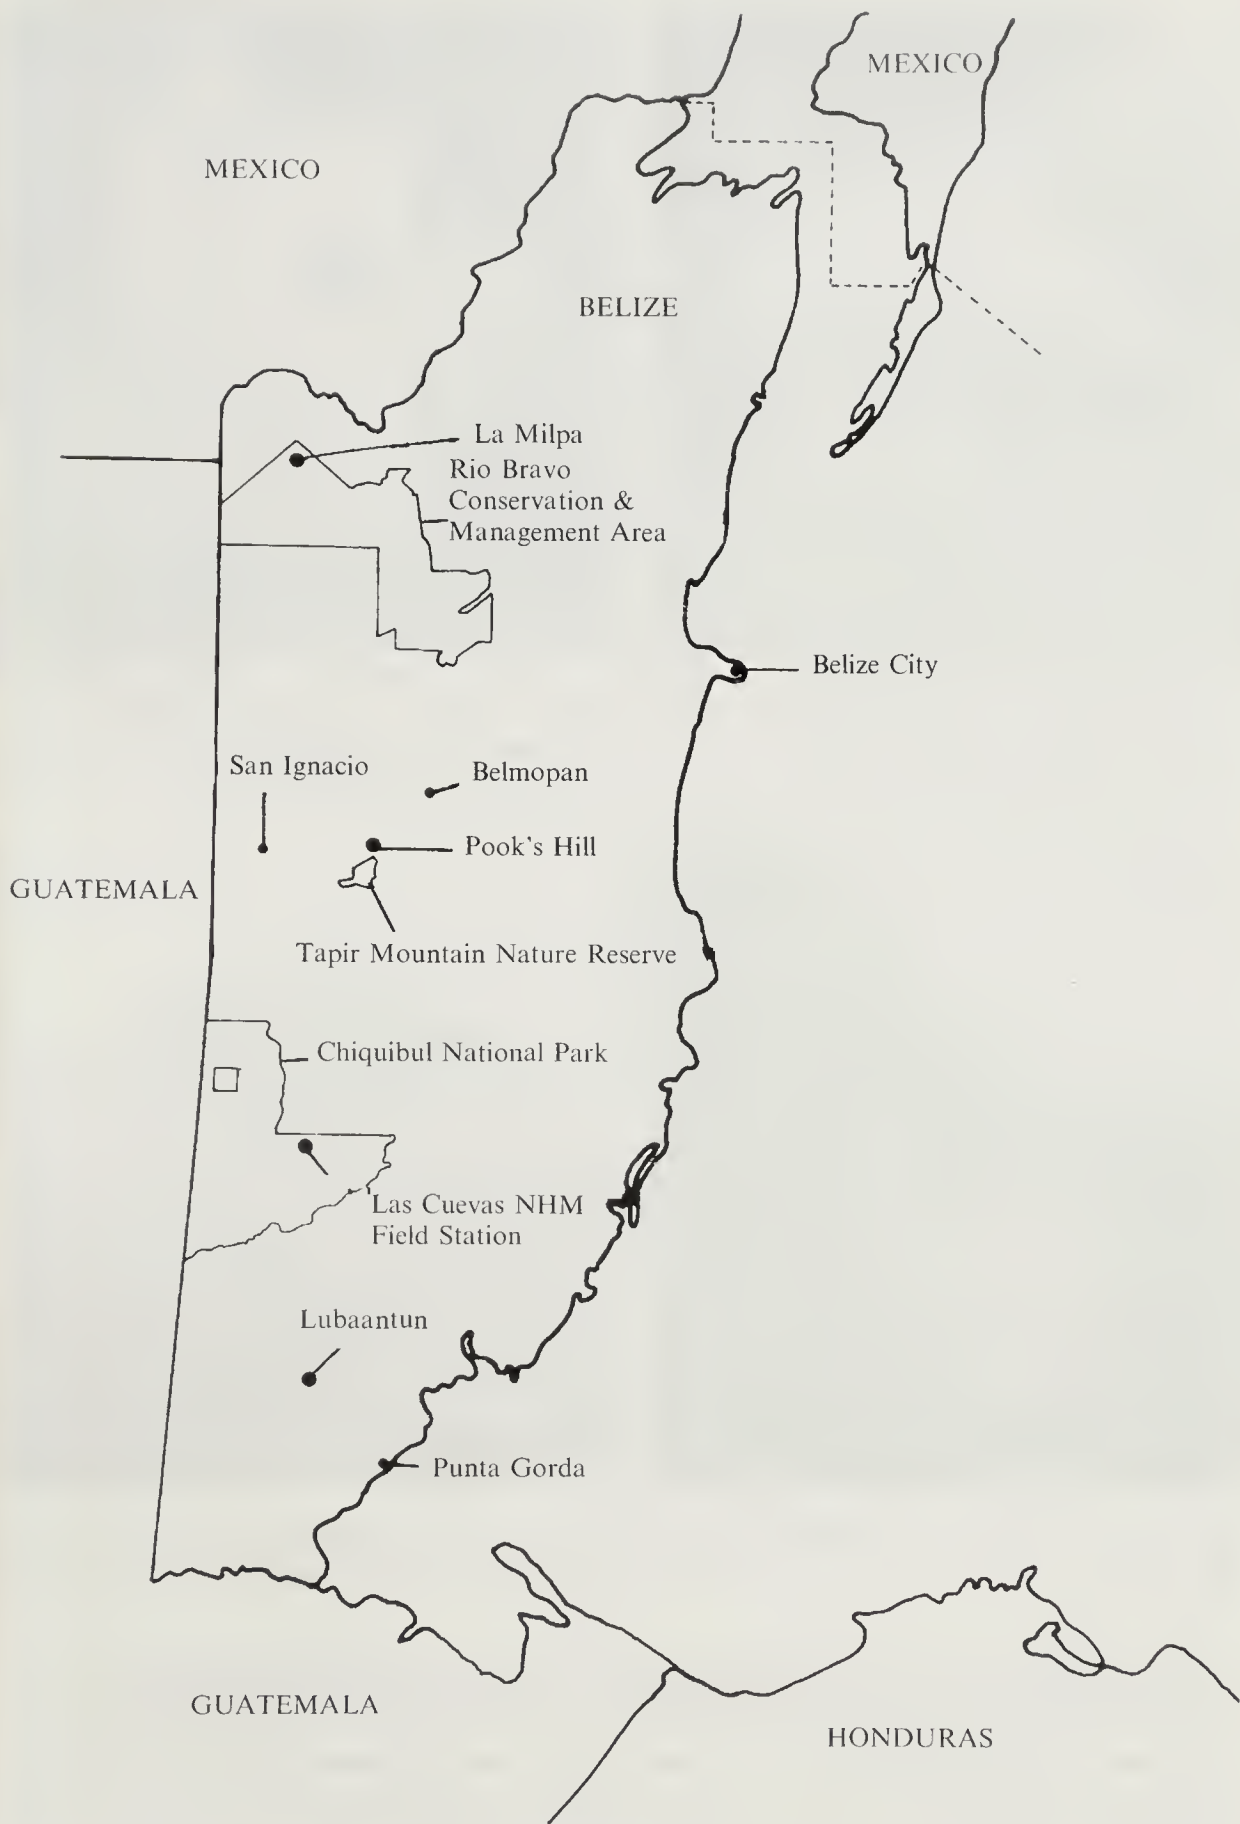 MEXICO
MEXICO
BELIZE
La Milpa
Rio Bravo
Conservation &
Management Area
Belize City
San Ignacio
Belmopan
Pook's Hill
GUATEMALA
Tapir Mountain Nature Reserve
Chiquibul National Park
Las Cuevas NHM
Field Station
Lubaantun
Punta Gorda
GUATEMALA
HONDURAS